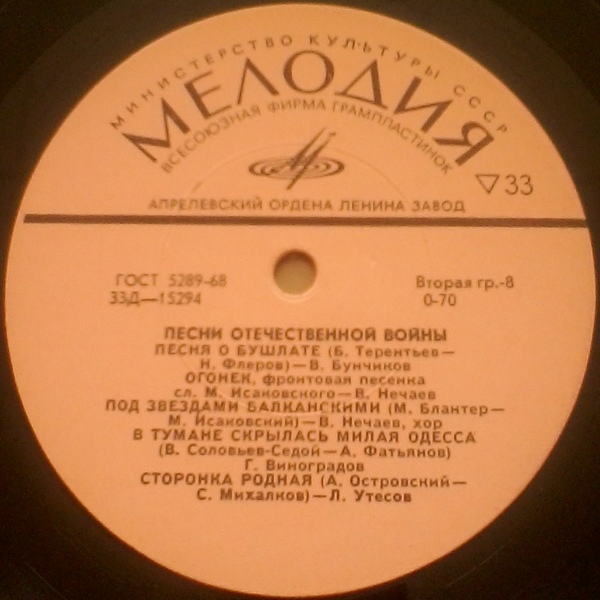 МИНИСТЕРСТВО КУЛЬТУРЫ СССР
МЕЛОДИЯ
ВСЕСОЮЗНАЯ ФИРМА ГРАМПЛАСТИНОК
▽33
АПРЕЛЕВСКИЙ ОРДЕНА ЛЕНИНА ЗАВОД
ГОСТ 5289-68 Вторая гр.-8
33Д—15294 0-70
ПЕСНИ ОТЕЧЕСТВЕННОЙ ВОЙНЫ
ПЕСНЯ О БУШЛАТЕ (Б. Терентьев—
Н. Флеров)—В. Бунчиков
ОГОНЕК, фронтовая песенка
сл. М. Исаковского—В. Нечаев
ПОД ЗВЕЗДАМИ БАЛКАНСКИМИ (М. Блантер—
М. Исаковский)—В. Нечаев, хор
В ТУМАНЕ СКРЫЛАСЬ МИЛАЯ ОДЕССА
(В. Соловьев-Седой—А. Фатьянов)
Г. Виноградов
СТОРОНКА РОДНАЯ (А. Островский—
С. Михалков)—Л. Утесов